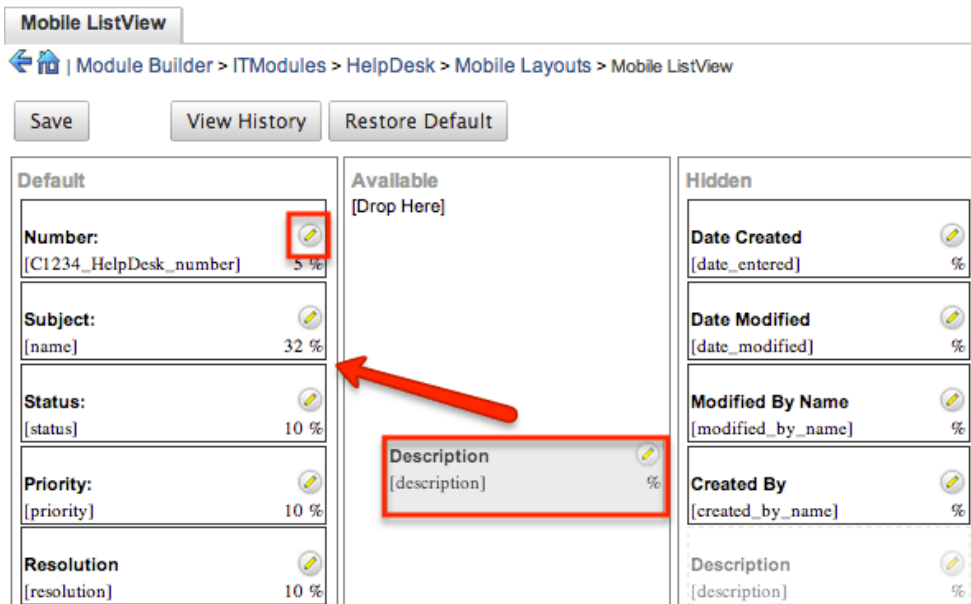 Mobile ListView
| Module Builder > ITModules > HelpDesk > Mobile Layouts > Mobile ListView
Save View History Restore Default
Default
Number:
[C1234_HelpDesk_number] 5 %
Subject:
[name] 32 %
Status:
[status] 10 %
Priority:
[priority] 10 %
Resolution
[resolution] 10 %
Available
[Drop Here]
Description
[description] %
Hidden
Date Created
[date_entered] %
Date Modified
[date_modified] %
Modified By Name
[modified_by_name] %
Created By
[created_by_name] %
Description
[description] %